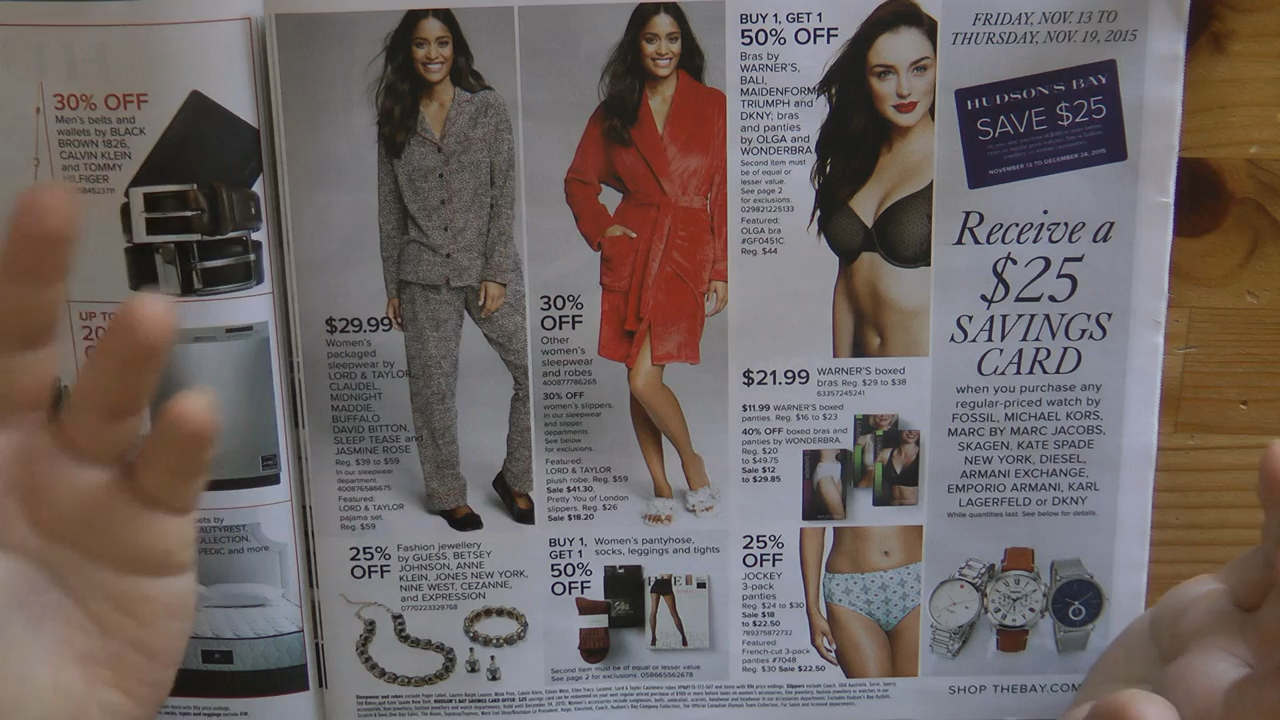 30% OFF
Men's belts and
wallets by BLACK
BROWN 1826,
CALVIN KLEIN
and TOMMY
HILFIGER
UP TO
AUTYREST,
PEDIC and more
$29.99
Women's
packaged
sleepwear by
LORD & TAYLOR,
CLAUDEL,
MIDNIGHT
MADDIE,
BUFFALO
DAVID BITTON,
SLEEP TEASE and
JASMINE ROSE
Reg. $39 to $59
In our sleepwear
department.
400876586675
Featured:
LORD & TAYLOR
pajama set.
Reg. $59
30%
OFF
Other
women's
sleepwear
and robes
400877786265
30% OFF
women's slippers.
In our sleepwear
and slipper
departments.
See below
for exclusions.
Featured:
LORD & TAYLOR
plush robe. Reg. $59
Sale $41.30.
Pretty You of London
slippers. Reg. $26
Sale $18.20
25%
OFF
Fashion jewellery
by GUESS, BETSEY
JOHNSON, ANNE
KLEIN, JONES NEW YORK,
NINE WEST, CEZANNE,
and EXPRESSION
0770223329768
BUY 1,
GET 1
50%
OFF
Women's pantyhose,
socks, leggings and tights
Silks
Second item must be of equal or lesser value.
See page 2 for exclusions. 058665562678
BUY 1, GET 1
50% OFF
Bras by
WARNER'S,
BALI,
MAIDENFORM,
TRIUMPH and
DKNY; bras
and panties
by OLGA and
WONDERBRA
Second item must
be of equal or
lesser value.
See page 2
for exclusions.
029821225133
Featured:
OLGA bra
#GF0451C.
Reg. $44
$21.99
WARNER'S boxed
bras Reg. $29 to $38
63357245241
$11.99 WARNER'S boxed
panties. Reg. $16 to $23
40% OFF boxed bras and
panties by WONDERBRA.
Reg. $20
to $49.75
Sale $12
to $29.85
25%
OFF
JOCKEY
3-pack
panties
Reg. $24 to $30
Sale $18
to $22.50
789375872732
Featured:
French-cut 3-pack
panties #7048
Reg. $30 Sale $22.50
FRIDAY, NOV. 13 TO
THURSDAY, NOV. 19, 2015
HUDSON'S BAY
SAVE $25
NOVEMBER 13 TO DECEMBER 24, 2015
Receive a
$25
SAVINGS
CARD
when you purchase any
regular-priced watch by
FOSSIL, MICHAEL KORS,
MARC BY MARC JACOBS,
SKAGEN, KATE SPADE
NEW YORK, DIESEL,
ARMANI EXCHANGE,
EMPORIO ARMANI, KARL
LAGERFELD or DKNY
While quantities last. See below for details.
SHOP THEBAY.COM